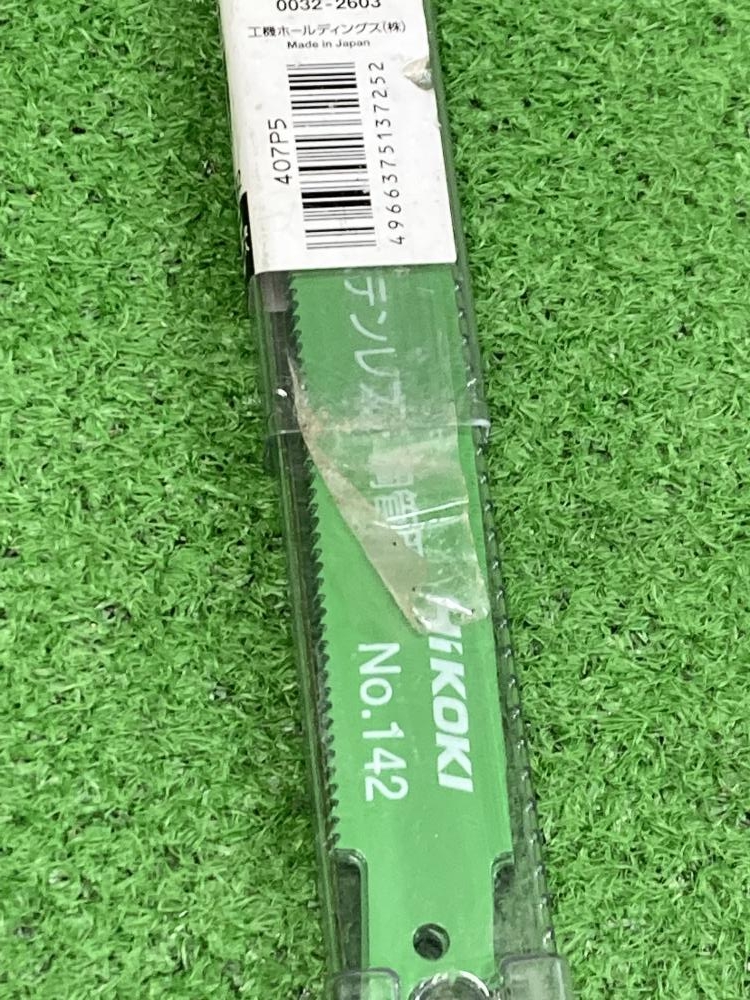 0032-2603
工機ホールディングス(株)
Made in Japan
407P5
4966375137252
テンレス
管
HiKOKI
No.142